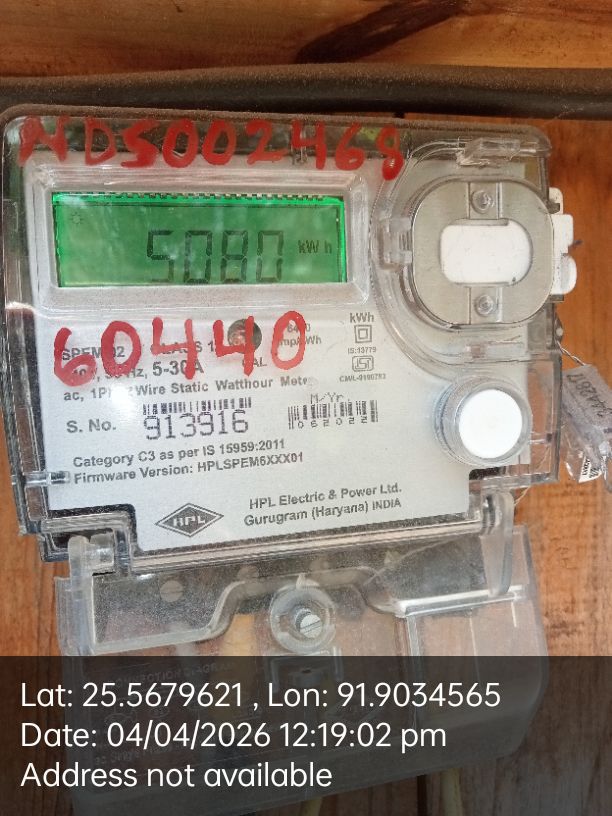 NDS002468
5080 kWh
60440
kWh
IS:13779
5-30A
ac, Wire Static Watthour
S. No. 913916
M/Yr
062022
Category C3 as per IS 15959:2011
Firmware Version: HPLSPEM6XXX01
HPL
HPL Electric & Power Ltd.
Gurugram (Haryana) INDIA
Lat: 25.5679621 , Lon: 91.9034565
Date: 04/04/2026 12:19:02 pm
Address not available